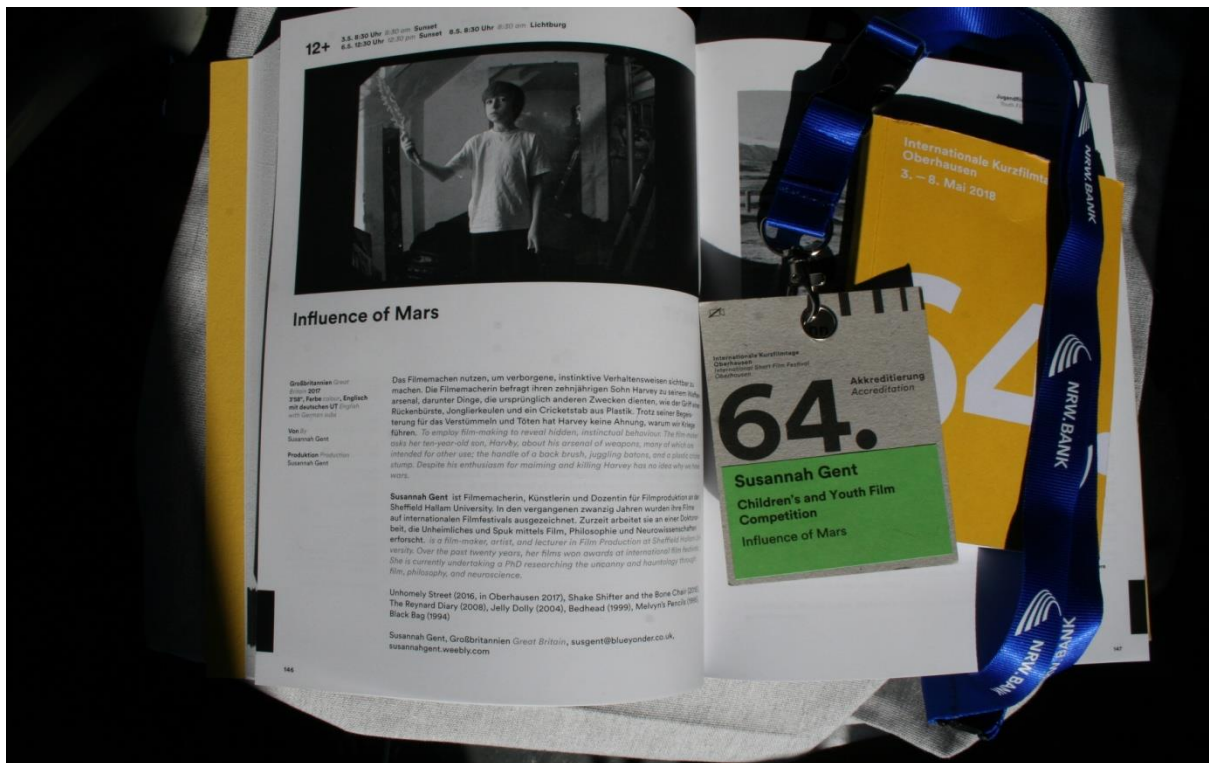 12+
3.5. 8:30 Uhr 8:30 am Sunset
6.5. 12:30 Uhr 12:30 pm Sunset 8.5. 8:30 Uhr 8:30 am Lichtburg
Influence of Mars
Großbritannien Great
Britain 2017
3'58", Farbe colour, Englisch
mit deutschen UT English
with German subs
Von By
Susannah Gent
Produktion Production
Susannah Gent
Das Filmemachen nutzen, um verborgene, instinktive Verhaltensweisen sichtbar zu
machen. Die Filmemacherin befragt ihren zehnjährigen Sohn Harvey zu seinem
arsenal, darunter Dinge, die ursprünglich anderen Zwecken dienten, wie der Griff
Rückenbürste, Jonglierkeulen und ein Cricketstab aus Plastik. Trotz seiner Begeis-
terung für das Verstümmeln und Töten hat Harvey keine Ahnung, warum wir Kriege
führen. To employ film-making to reveal hidden, instinctual behaviour. The film-maker
asks her ten-year-old son, Harvey, about his arsenal of weapons, many of which are
intended for other use; the handle of a back brush, juggling batons, and a plastic cricket
stump. Despite his enthusiasm for maiming and killing Harvey has no idea why we have
wars.
Susannah Gent ist Filmemacherin, Künstlerin und Dozentin für Filmproduktion an der
Sheffield Hallam University. In den vergangenen zwanzig Jahren wurden ihre Filme
auf internationalen Filmfestivals ausgezeichnet. Zurzeit arbeitet sie an einer Doktorar-
beit, die Unheimliches und Spuk mittels Film, Philosophie und Neurowissenschaften
erforscht. is a film-maker, artist, and lecturer in Film Production at Sheffield Hallam Uni-
versity. Over the past twenty years, her films won awards at international film festivals.
She is currently undertaking a PhD researching the uncanny and hauntology through
film, philosophy, and neuroscience.
Unhomely Street (2016, in Oberhausen 2017), Shake Shifter and the Bone Chair
The Reynard Diary (2008), Jelly Dolly (2004), Bedhead (1999), Melvyn's Pencils
Black Bag (1994)
Susannah Gent, Großbritannien Great Britain, susgent@blueyonder.co.uk,
susannahgent.weebly.com
146
Internationale Kurzfilmta
Oberhausen
3. – 8. Mai 2018
64
Internationale Kurzfilmtage
Oberhausen
International Short Film Festival
Oberhausen
64.
Akkreditierung
Accreditation
Susannah Gent
Children's and Youth Film
Competition
Influence of Mars
NRW.BANK
NRW.BANK
NRW.BANK
NRW.BANK
147